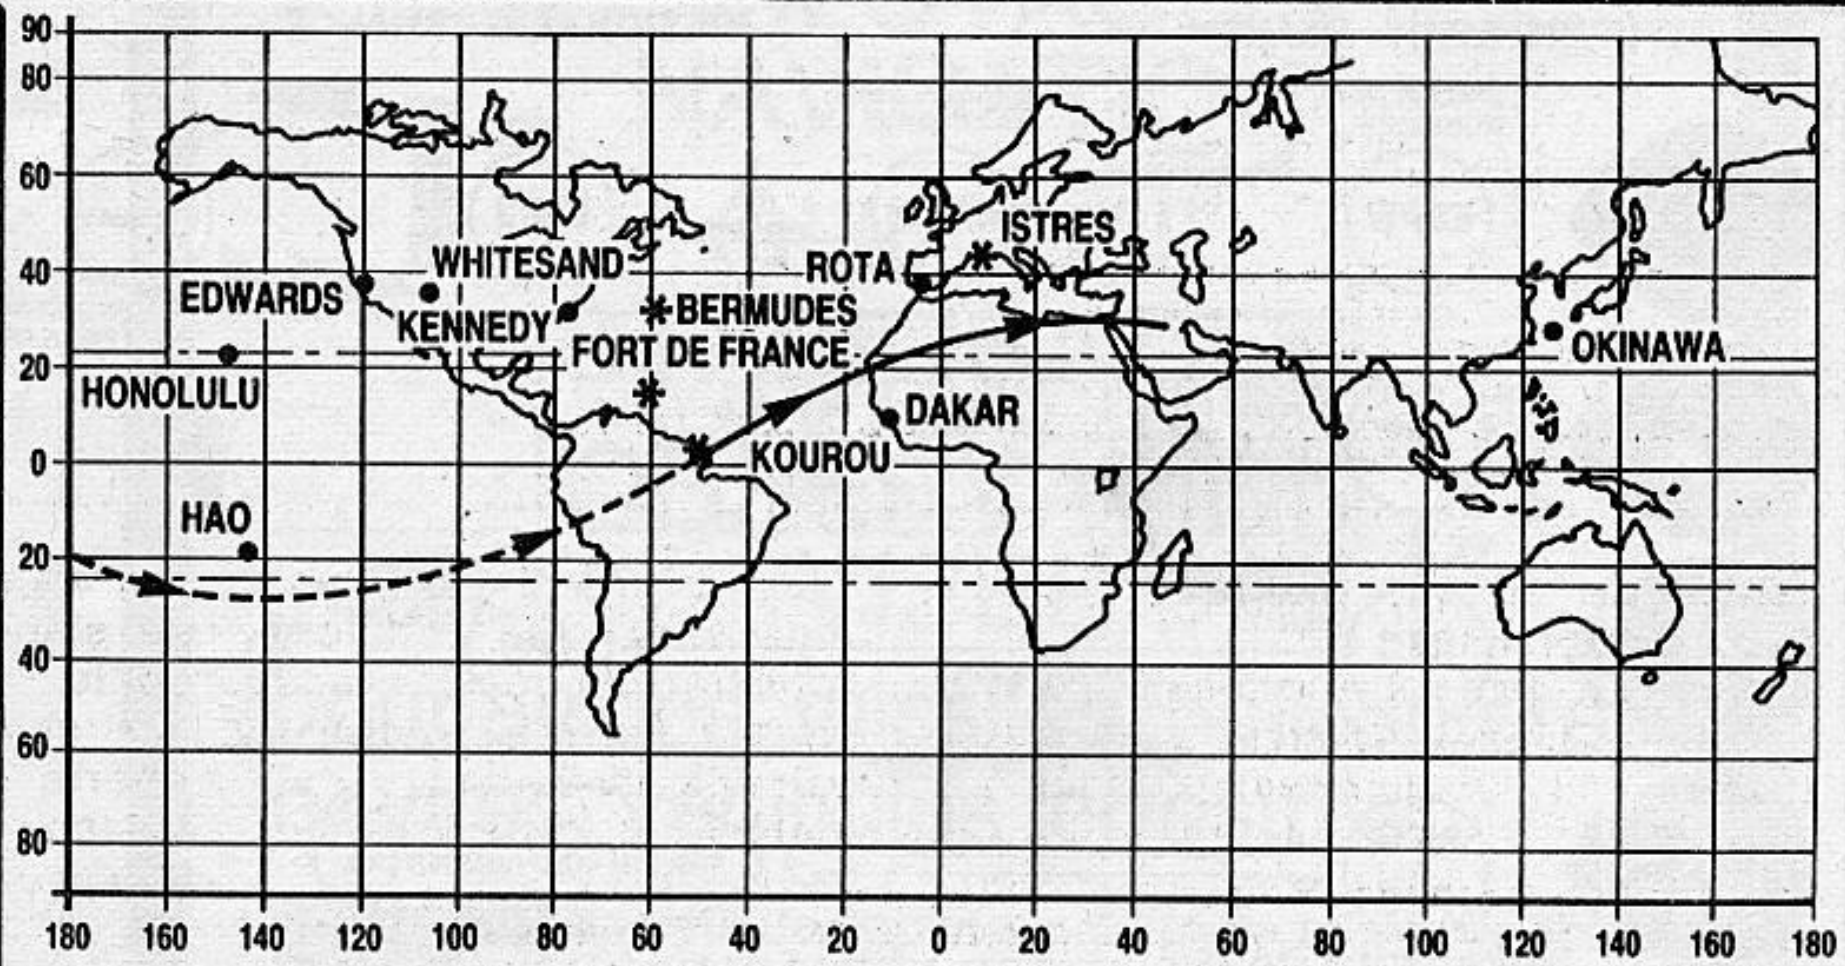 90
80
60
40
20
0
20
40
60
80
ISTRES
WHITESAND
ROTA
EDWARDS
BERMUDES
KENNEDY
FORT DE FRANCE
OKINAWA
HONOLULU
DAKAR
KOUROU
HAO
180 160 140 120 100 80 60 40 20 0 20 40 60 80 100 120 140 160 180